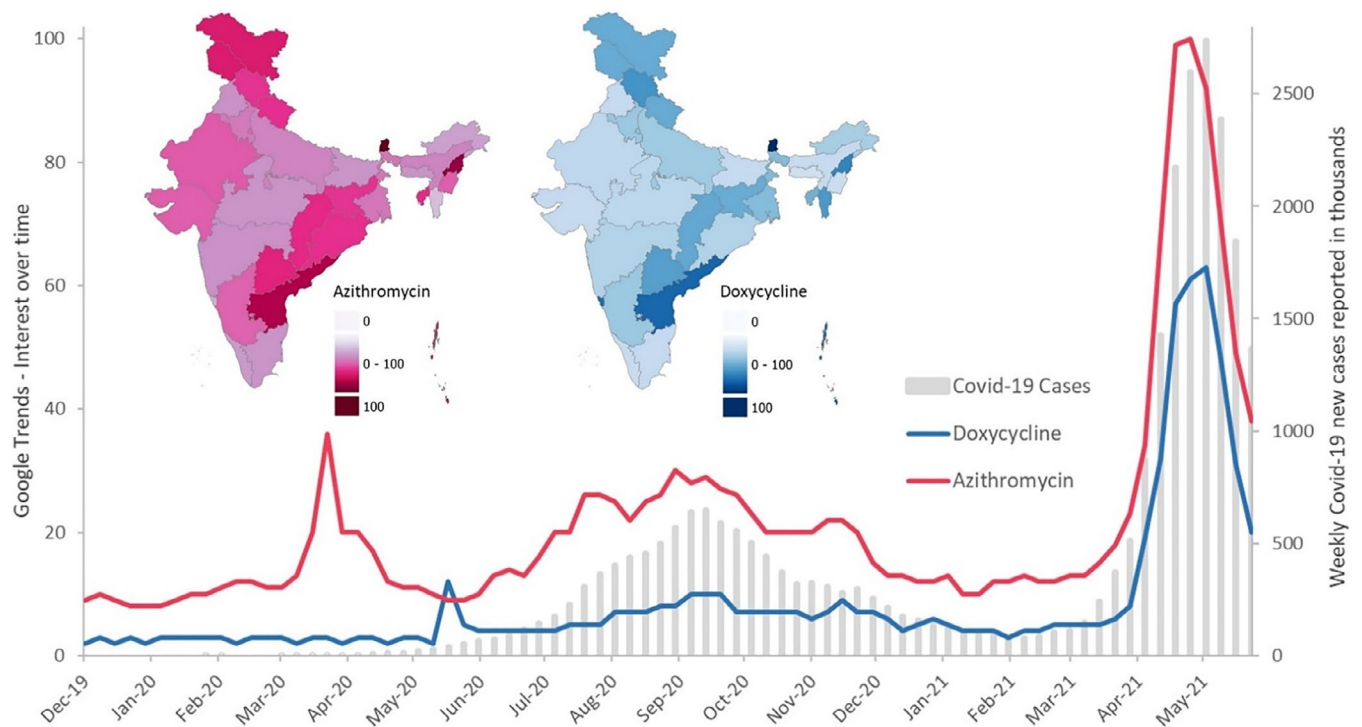 100
80
60
40
20
0
Google Trends - Interest over time
Azithromycin
0
0 - 100
100
Doxycycline
0
0 - 100
100
Covid-19 Cases
Doxycycline
Azithromycin
2500
2000
1500
1000
500
0
Weekly Covid-19 new cases reported in thousands
Dec-19
Jan-20
Feb-20
Mar-20
Apr-20
May-20
Jun-20
Jul-20
Aug-20
Sep-20
Oct-20
Nov-20
Dec-20
Jan-21
Feb-21
Mar-21
Apr-21
May-21